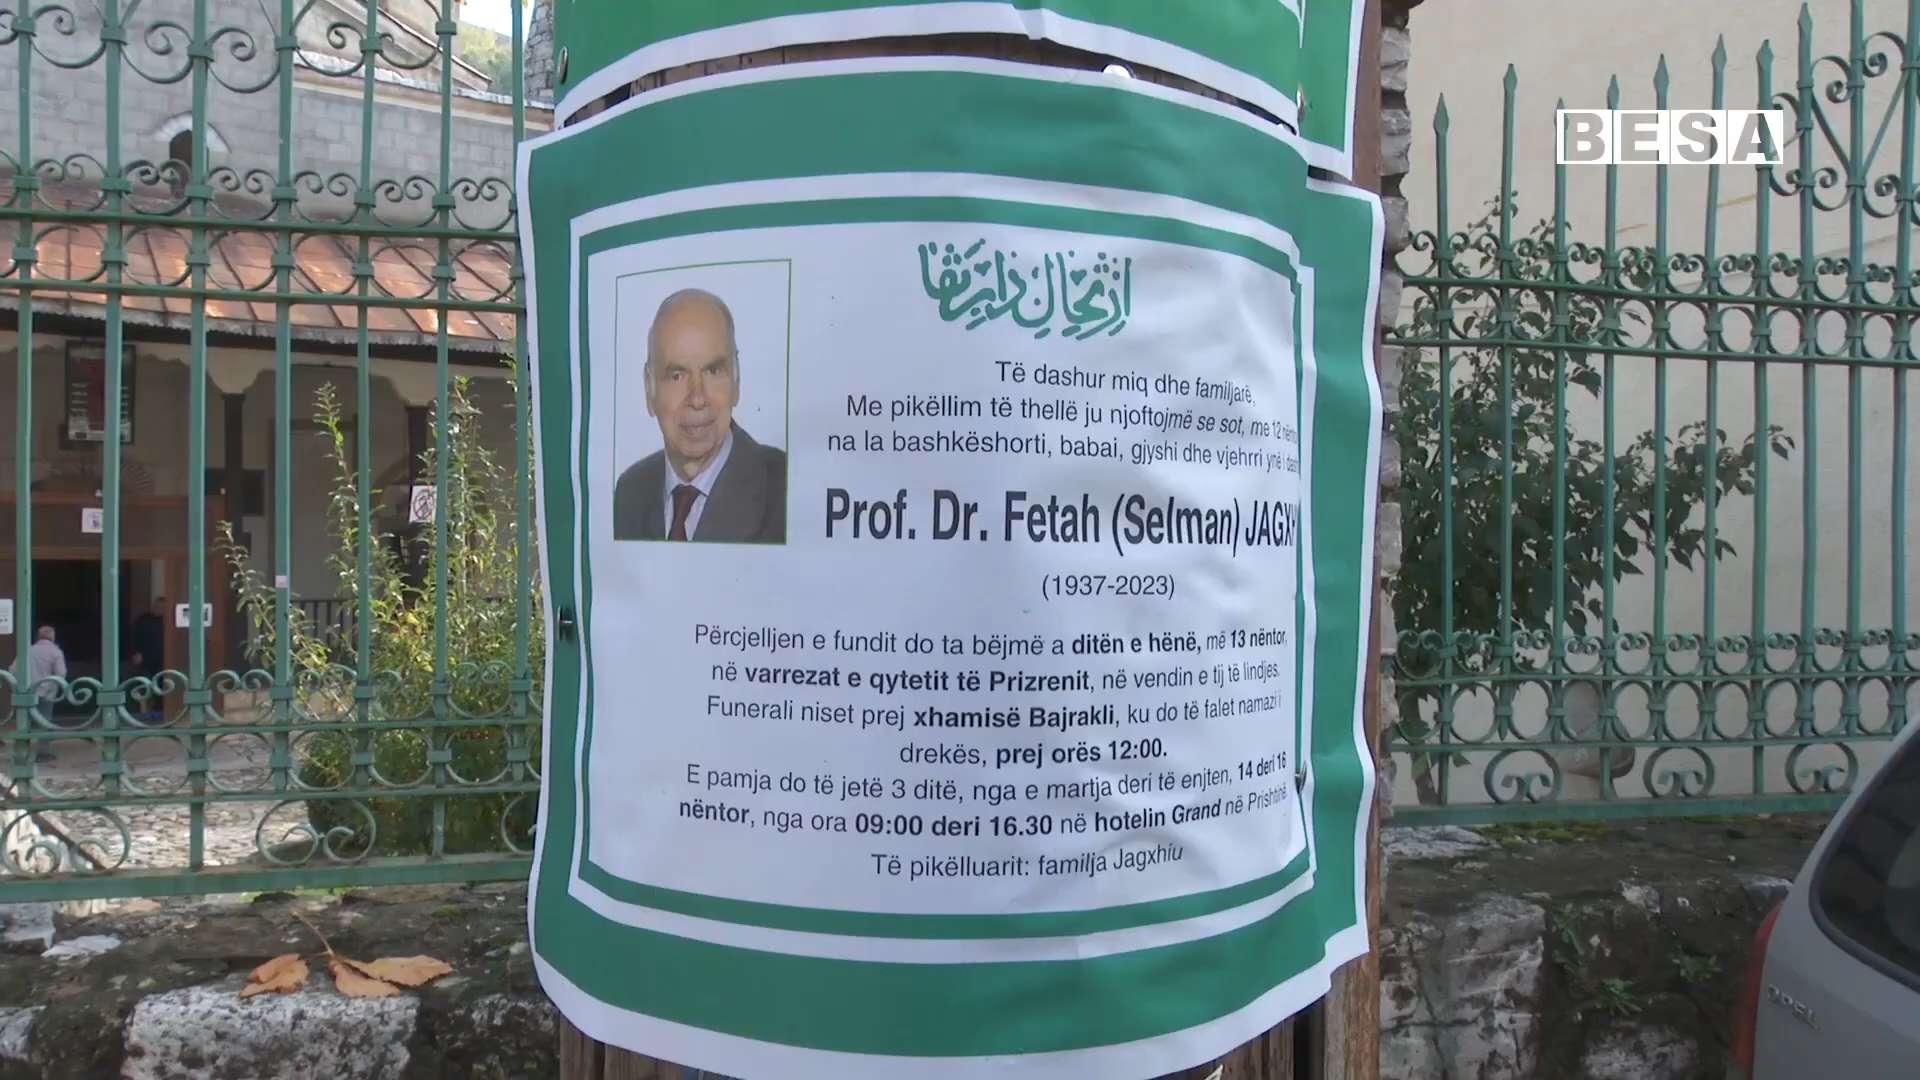 BESA
ارتحال دار بقا
Të dashur miq dhe familjarë,
Me pikëllim të thellë ju njoftojmë se sot, me 12
na la bashkëshorti, babai, gjyshi dhe vjehrri ynë i
Prof. Dr. Fetah (Selman)
(1937-2023)
Përcjelljen e fundit do ta bëjmë a ditën e hënë, më 13 nëntor,
në varrezat e qytetit të Prizrenit, në vendin e tij të lindjes.
Funerali niset prej xhamisë Bajrakli, ku do të falet namazi i
drekës, prej orës 12:00.
E pamja do të jetë 3 ditë, nga e martja deri të enjten, 14 deri 16
nëntor, nga ora 09:00 deri 16.30 në hotelin Grand në Prishtinë
Të pikëlluarit: familja Jagxhiu
OPEL